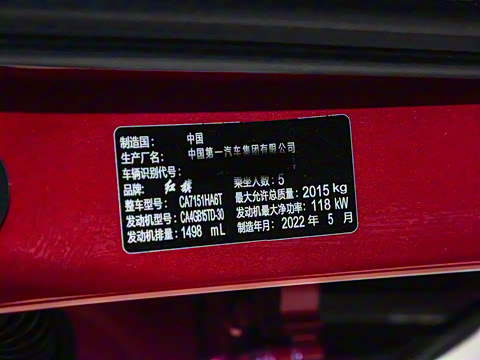 制造国: 中国
生产厂名: 中国第一汽车集团有限公司
车辆识别代号:
品牌: 红旗 乘坐人数: 5
整车型号: CA7151HA6T 最大允许总质量: 2015 kg
发动机型号: CA4GB15TD-30 发动机最大净功率: 118 kW
发动机排量: 1498 mL 制造年月: 2022 年 5 月